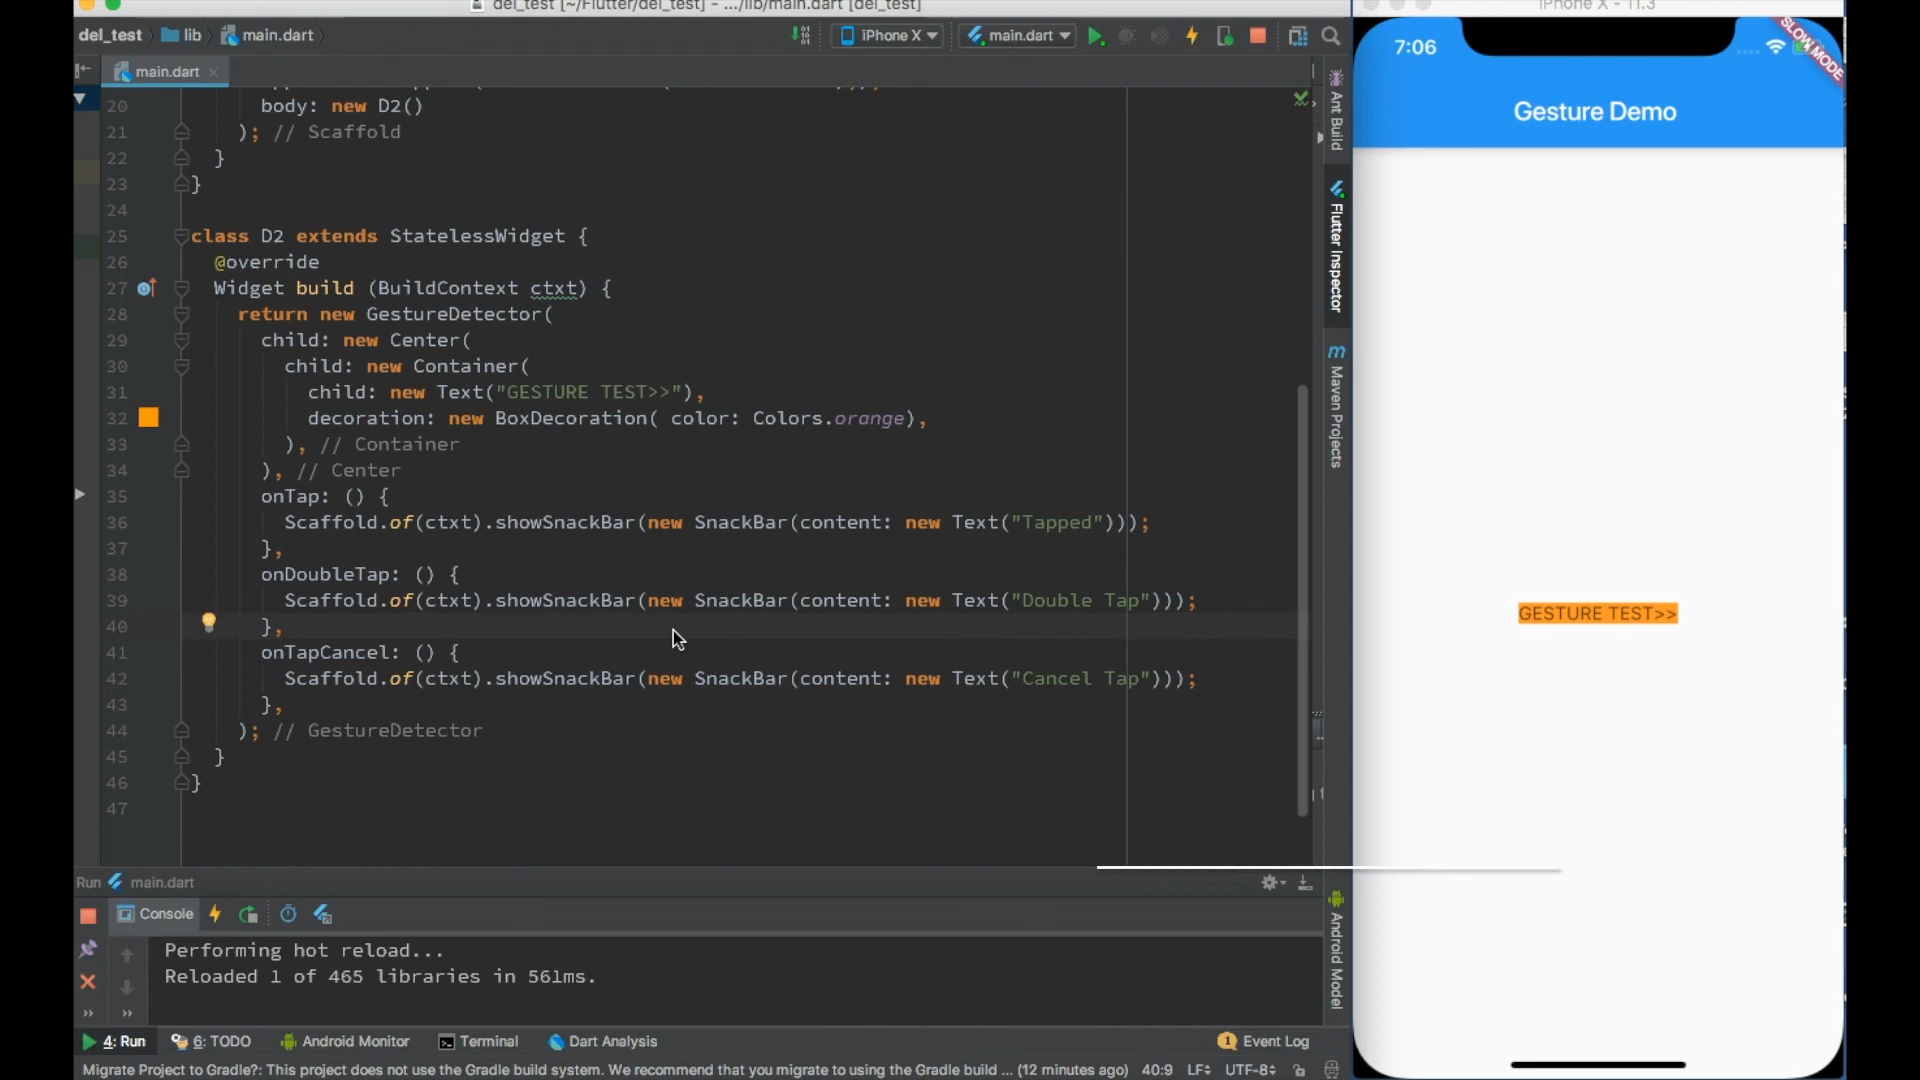 del_test [~/Flutter/del_test] - .../lib/main.dart [del_test]
iPhone X - 11.3
del_test lib main.dart iPhone X main.dart
main.dart
20 body: new D2()
21 ); // Scaffold
22 }
23 }
24
25 class D2 extends StatelessWidget {
26 @override
27 Widget build (BuildContext ctxt) {
28 return new GestureDetector(
29 child: new Center(
30 child: new Container(
31 child: new Text("GESTURE TEST>>"),
32 decoration: new BoxDecoration( color: Colors.orange),
33 ), // Container
34 ), // Center
35 onTap: () {
36 Scaffold.of(ctxt).showSnackBar(new SnackBar(content: new Text("Tapped")));
37 },
38 onDoubleTap: () {
39 Scaffold.of(ctxt).showSnackBar(new SnackBar(content: new Text("Double Tap")));
40 },
41 onTapCancel: () {
42 Scaffold.of(ctxt).showSnackBar(new SnackBar(content: new Text("Cancel Tap")));
43 },
44 ); // GestureDetector
45 }
46 }
47
Ant Build
Flutter Inspector
m Maven Projects
Android Model
Run main.dart
Console
Performing hot reload...
Reloaded 1 of 465 libraries in 561ms.
4: Run 6: TODO Android Monitor Terminal Dart Analysis 1 Event Log
Migrate Project to Gradle?: This project does not use the Gradle build system. We recommend that you migrate to using the Gradle build ... (12 minutes ago) 40:9 LF UTF-8
7:06
SLOW MODE
Gesture Demo
GESTURE TEST>>